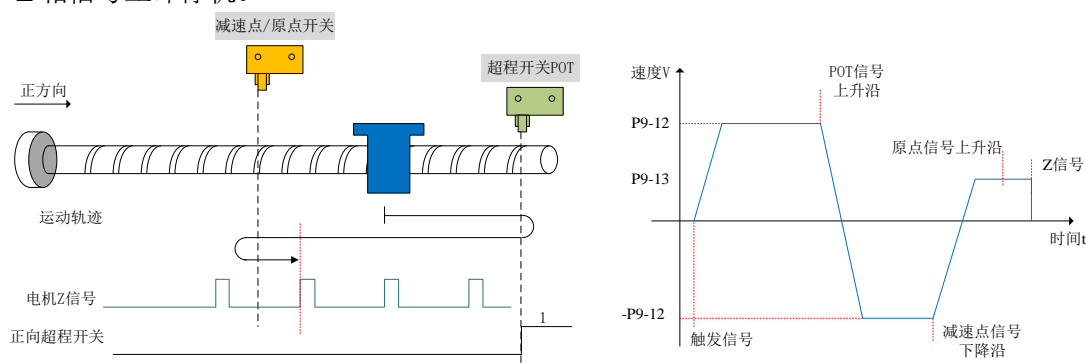 减速点/原点开关
超程开关POT
正方向
运动轨迹
电机Z信号
正向超程开关
1
速度V
POT信号
上升沿
P9-12
原点信号上升沿
Z信号
P9-13
时间t
-P9-12
触发信号
减速点信号
下降沿